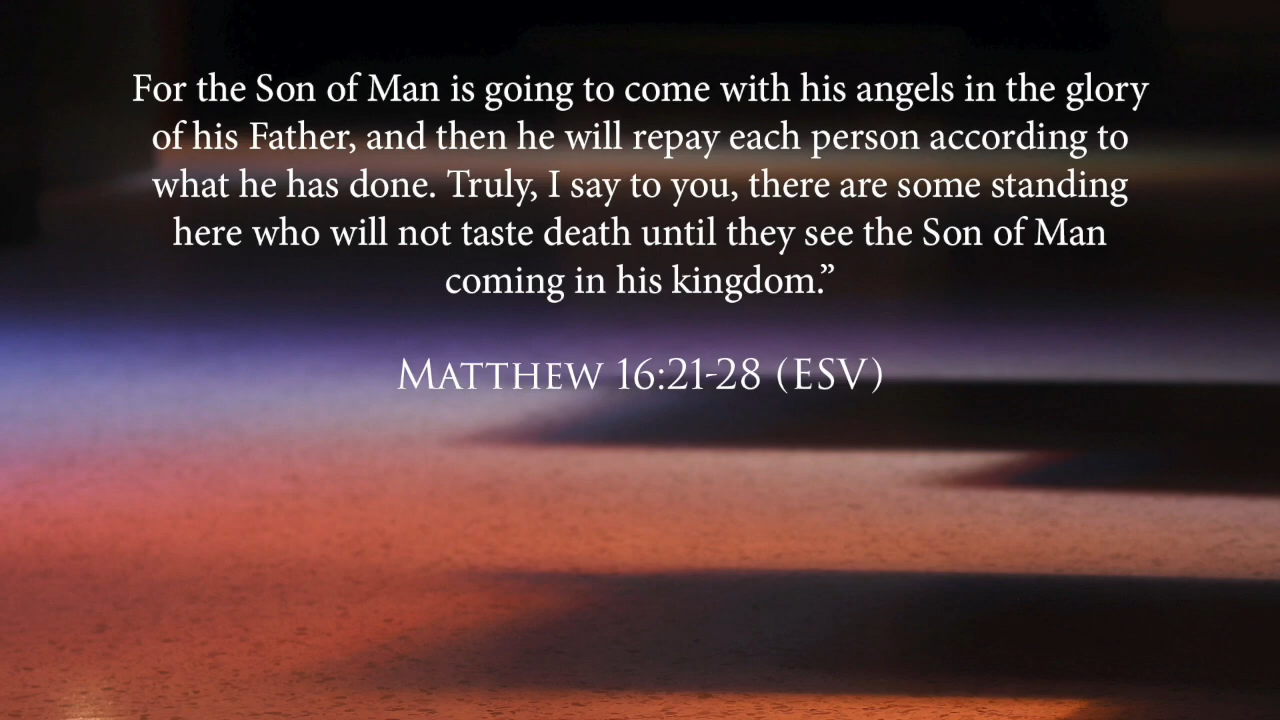 For the Son of Man is going to come with his angels in the glory
of his Father, and then he will repay each person according to
what he has done. Truly, I say to you, there are some standing
here who will not taste death until they see the Son of Man
coming in his kingdom.”
Matthew 16:21-28 (ESV)